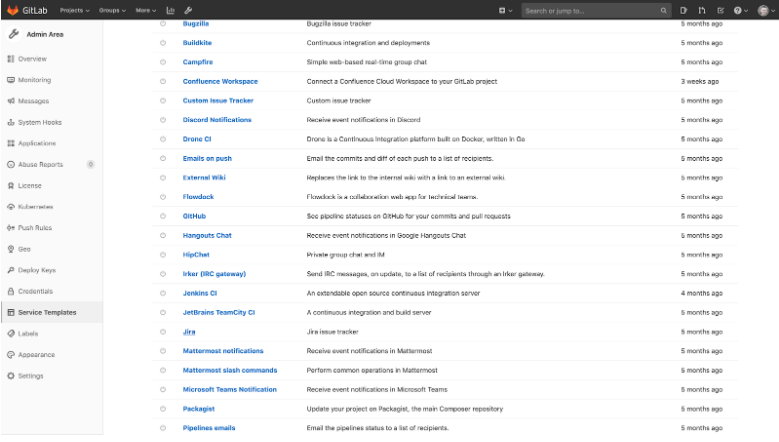 GitLab Projects Groups More Search or jump to...
Admin Area
Overview
Monitoring
Messages
System Hooks
Applications
Abuse Reports 0
License
Kubernetes
Push Rules
Geo
Deploy Keys
Credentials
Service Templates
Labels
Appearance
Settings
Bugzilla Bugzilla issue tracker 5 months ago
Buildkite Continuous integration and deployments 5 months ago
Campfire Simple web-based real-time group chat 5 months ago
Confluence Workspace Connect a Confluence Cloud Workspace to your GitLab project 3 weeks ago
Custom Issue Tracker Custom issue tracker 5 months ago
Discord Notifications Receive event notifications in Discord 5 months ago
Drone CI Drone is a Continuous Integration platform built on Docker, written in Go 5 months ago
Emails on push Email the commits and diff of each push to a list of recipients. 5 months ago
External Wiki Replaces the link to the internal wiki with a link to an external wiki. 5 months ago
Flowdock Flowdock is a collaboration web app for technical teams. 5 months ago
GitHub See pipeline statuses on GitHub for your commits and pull requests 5 months ago
Hangouts Chat Receive event notifications in Google Hangouts Chat 5 months ago
HipChat Private group chat and IM 5 months ago
Irker (IRC gateway) Send IRC messages, on update, to a list of recipients through an Irker gateway. 5 months ago
Jenkins CI An extendable open source continuous integration server 4 months ago
JetBrains TeamCity CI A continuous integration and build server 5 months ago
Jira Jira issue tracker 5 months ago
Mattermost notifications Receive event notifications in Mattermost 5 months ago
Mattermost slash commands Perform common operations in Mattermost 5 months ago
Microsoft Teams Notification Receive event notifications in Microsoft Teams 5 months ago
Packagist Update your project on Packagist, the main Composer repository 5 months ago
Pipelines emails Email the pipelines status to a list of recipients. 5 months ago